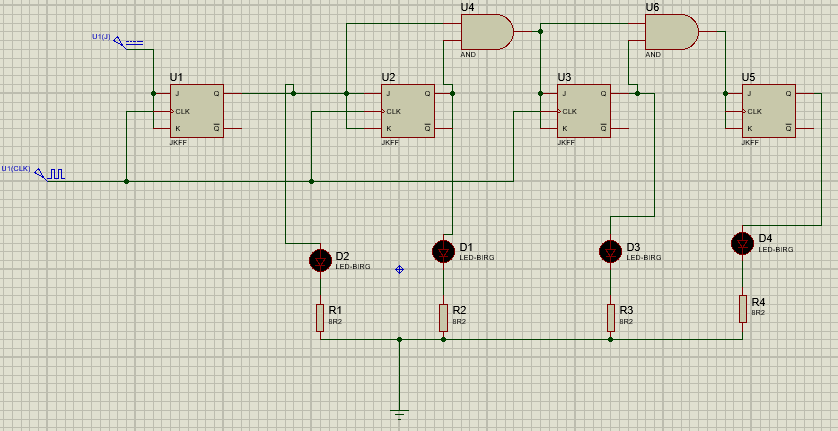 U4
U6
AND
AND
U1(J)
U1
J Q
CLK
K Q
JKFF
U2
J Q
CLK
K Q
JKFF
U3
J Q
CLK
K Q
JKFF
U5
J Q
CLK
K Q
JKFF
U1(CLK)
D2
LED-BIRG
D1
LED-BIRG
D3
LED-BIRG
D4
LED-BIRG
R1
8R2
R2
8R2
R3
8R2
R4
8R2